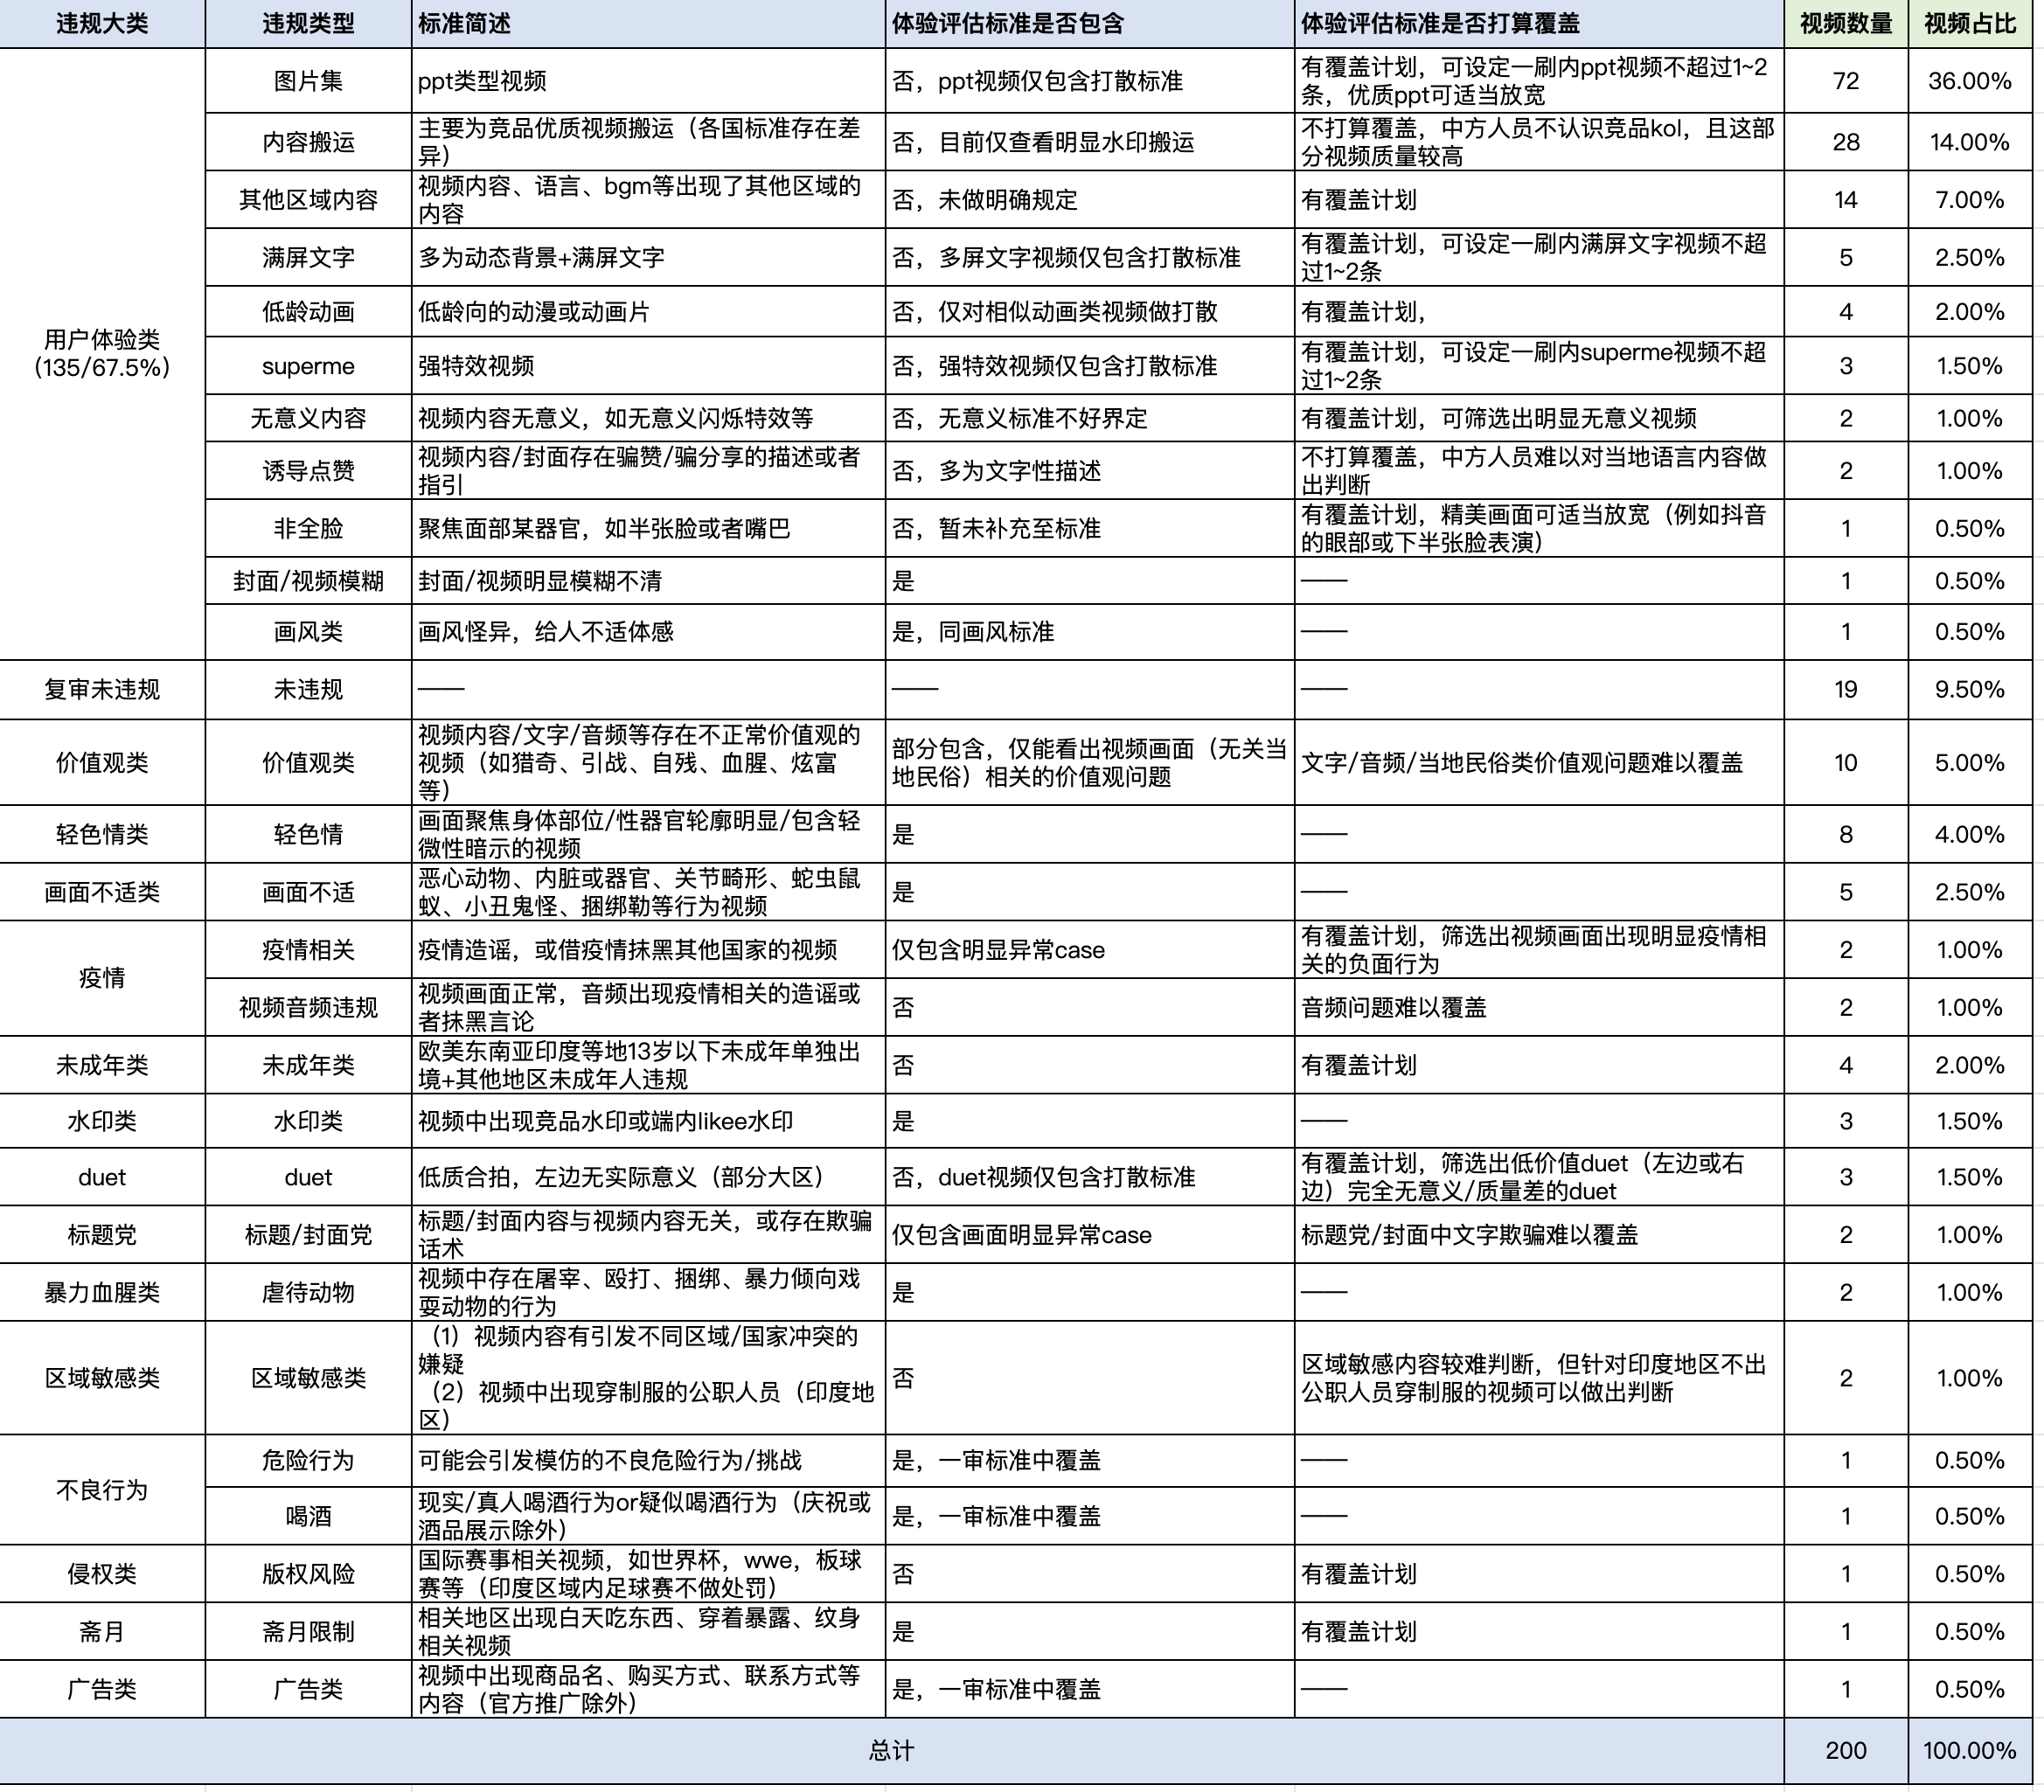 违规大类 违规类型 标准简述 体验评估标准是否包含 体验评估标准是否打算覆盖 视频数量 视频占比
用户体验类
(135/67.5%)
图片集 ppt类型视频 否，ppt视频仅包含打散标准 有覆盖计划，可设定一刷内ppt视频不超过1~2
条，优质ppt可适当放宽 72 36.00%
内容搬运 主要为竞品优质视频搬运（各国标准存在差
异） 否，目前仅查看明显水印搬运 不打算覆盖，中方人员不认识竞品kol，且这部
分视频质量较高 28 14.00%
其他区域内容 视频内容、语言、bgm等出现了其他区域的
内容 否，未做明确规定 有覆盖计划 14 7.00%
满屏文字 多为动态背景+满屏文字 否，多屏文字视频仅包含打散标准 有覆盖计划，可设定一刷内满屏文字视频不超
过1~2条 5 2.50%
低龄动画 低龄向的动漫或动画片 否，仅对相似动画类视频做打散 有覆盖计划， 4 2.00%
superme 强特效视频 否，强特效视频仅包含打散标准 有覆盖计划，可设定一刷内superme视频不超
过1~2条 3 1.50%
无意义内容 视频内容无意义，如无意义闪烁特效等 否，无意义标准不好界定 有覆盖计划，可筛选出明显无意义视频 2 1.00%
诱导点赞 视频内容/封面存在骗赞/骗分享的描述或者
指引 否，多为文字性描述 不打算覆盖，中方人员难以对当地语言内容做
出判断 2 1.00%
非全脸 聚焦面部某器官，如半张脸或者嘴巴 否，暂未补充至标准 有覆盖计划，精美画面可适当放宽（例如抖音
的眼部或下半张脸表演） 1 0.50%
封面/视频模糊 封面/视频明显模糊不清 是 —— 1 0.50%
画风类 画风怪异，给人不适体感 是，同画风标准 —— 1 0.50%
复审未违规 未违规 —— —— —— 19 9.50%
价值观类 价值观类 视频内容/文字/音频等存在不正常价值观的
视频（如猎奇、引战、自残、血腥、炫富
等） 部分包含，仅能看出视频画面（无关当
地民俗）相关的价值观问题 文字/音频/当地民俗类价值观问题难以覆盖 10 5.00%
轻色情类 轻色情 画面聚焦身体部位/性器官轮廓明显/包含轻
微性暗示的视频 是 —— 8 4.00%
画面不适类 画面不适 恶心动物、内脏或器官、关节畸形、蛇虫鼠
蚁、小丑鬼怪、捆绑勒等行为视频 是 —— 5 2.50%
疫情 疫情相关 疫情造谣，或借疫情抹黑其他国家的视频 仅包含明显异常case 有覆盖计划，筛选出视频画面出现明显疫情相
关的负面行为 2 1.00%
视频音频违规 视频画面正常，音频出现疫情相关的造谣或
者抹黑言论 否 音频问题难以覆盖 2 1.00%
未成年类 未成年类 欧美东南亚印度等地13岁以下未成年单独出
境+其他地区未成年人违规 否 有覆盖计划 4 2.00%
水印类 水印类 视频中出现竞品水印或端内likee水印 是 —— 3 1.50%
duet duet 低质合拍，左边无实际意义（部分大区） 否，duet视频仅包含打散标准 有覆盖计划，筛选出低价值duet（左边或右
边）完全无意义/质量差的duet 3 1.50%
标题党 标题/封面党 标题/封面内容与视频内容无关，或存在欺骗
话术 仅包含画面明显异常case 标题党/封面中文字欺骗难以覆盖 2 1.00%
暴力血腥类 虐待动物 视频中存在屠宰、殴打、捆绑、暴力倾向戏
耍动物的行为 是 —— 2 1.00%
区域敏感类 区域敏感类 （1）视频内容有引发不同区域/国家冲突的
嫌疑
（2）视频中出现穿制服的公职人员（印度地
区） 否 区域敏感内容较难判断，但针对印度地区不出
公职人员穿制服的视频可以做出判断 2 1.00%
不良行为 危险行为 可能会引发模仿的不良危险行为/挑战 是，一审标准中覆盖 —— 1 0.50%
喝酒 现实/真人喝酒行为or疑似喝酒行为（庆祝或
酒品展示除外） 是，一审标准中覆盖 —— 1 0.50%
侵权类 版权风险 国际赛事相关视频，如世界杯，wwe，板球
赛等（印度区域内足球赛不做处罚） 否 有覆盖计划 1 0.50%
斋月 斋月限制 相关地区出现白天吃东西、穿着暴露、纹身
相关视频 是 有覆盖计划 1 0.50%
广告类 广告类 视频中出现商品名、购买方式、联系方式等
内容（官方推广除外） 是，一审标准中覆盖 —— 1 0.50%
总计 200 100.00%